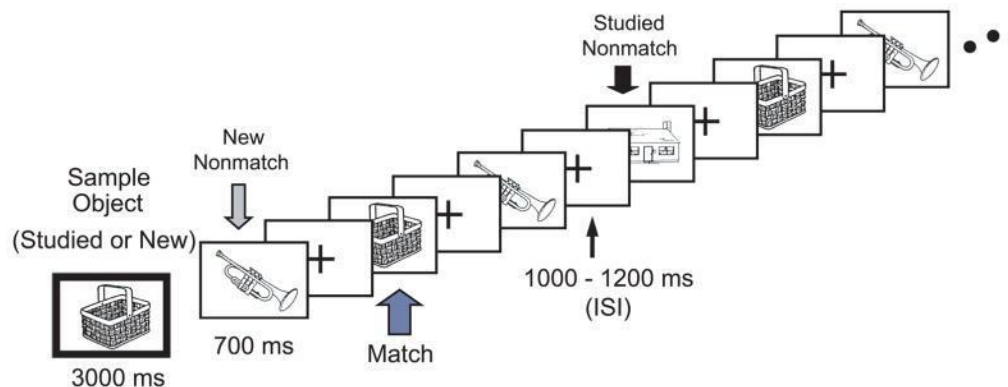 Studied
Nonmatch
New
Nonmatch
Sample
Object
(Studied or New)
1000 - 1200 ms
(ISI)
700 ms
Match
3000 ms